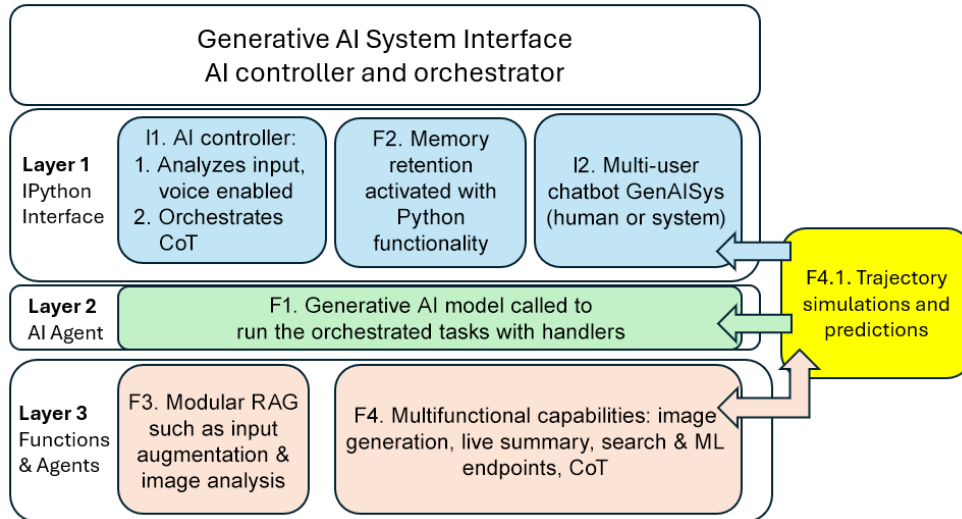 Generative AI System Interface
AI controller and orchestrator
Layer 1
IPython
Interface
I1. AI controller:
1. Analyzes input,
voice enabled
2. Orchestrates
CoT
F2. Memory
retention
activated with
Python
functionality
I2. Multi-user
chatbot GenAISys
(human or system)
F4.1. Trajectory
simulations and
predictions
Layer 2
AI Agent
F1. Generative AI model called to
run the orchestrated tasks with handlers
Layer 3
Functions
& Agents
F3. Modular RAG
such as input
augmentation &
image analysis
F4. Multifunctional capabilities: image
generation, live summary, search & ML
endpoints, CoT